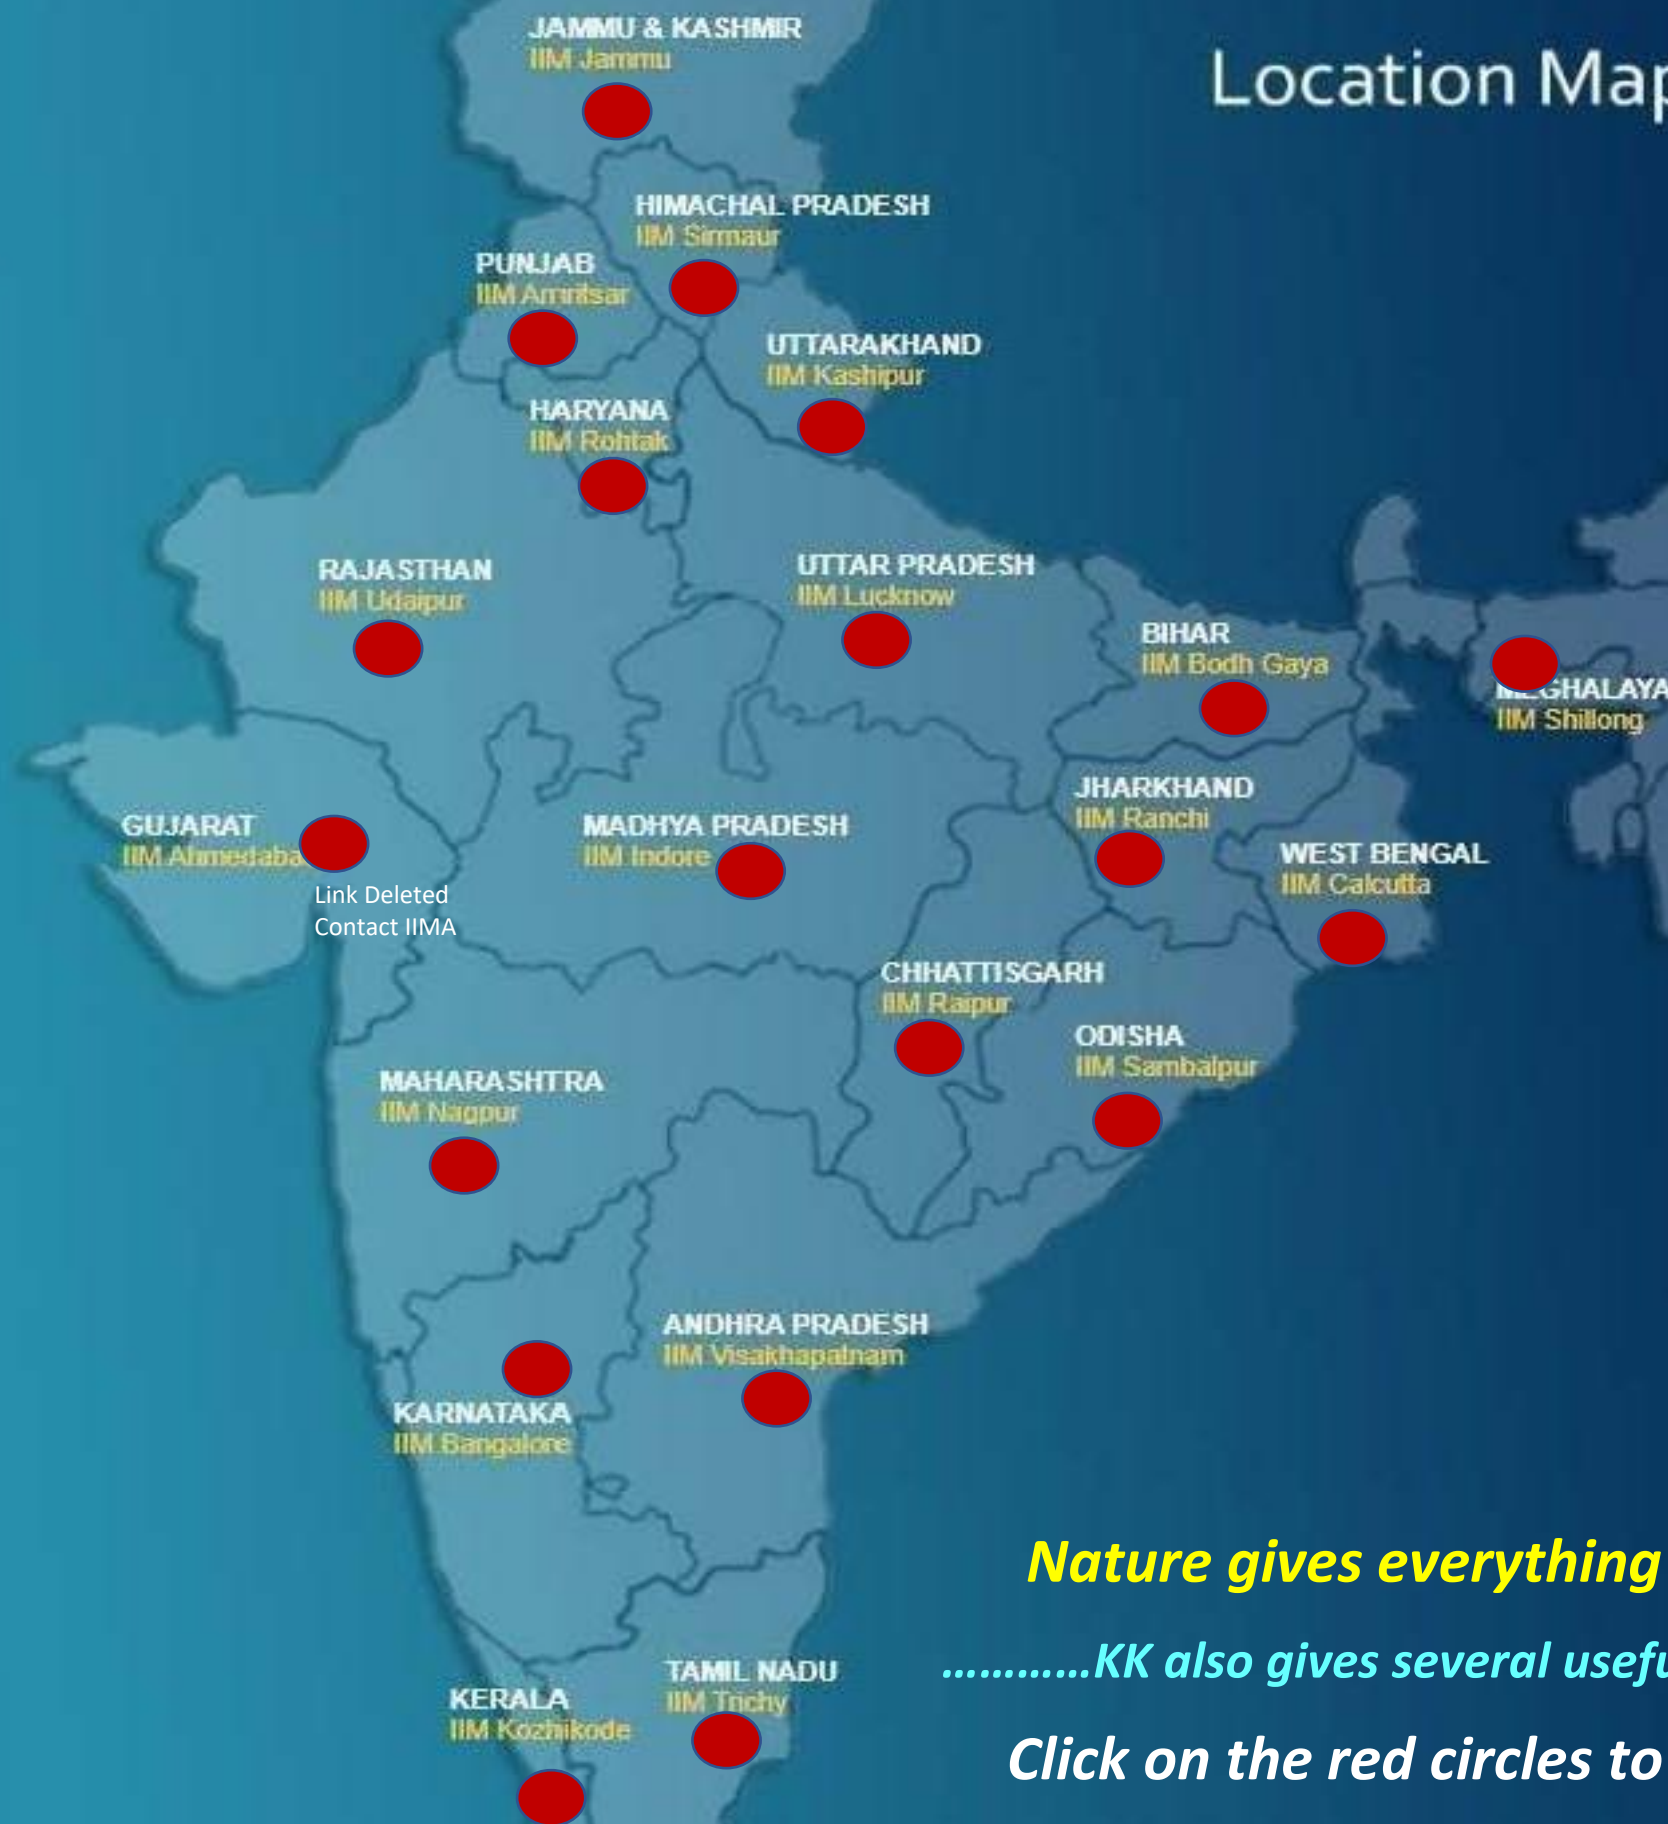 JAMMU & KASHMIR
IIM Jammu
Location Map
HIMACHAL PRADESH
IIM Sirmaur
PUNJAB
IIM Amritsar
UTTARAKHAND
IIM Kashipur
HARYANA
IIM Rohtak
RAJASTHAN
IIM Udaipur
UTTAR PRADESH
IIM Lucknow
BIHAR
IIM Bodh Gaya
MEGHALAYA
IIM Shillong
GUJARAT
IIM Ahmedaba
Link Deleted
Contact IIMA
MADHYA PRADESH
IIM Indore
JHARKHAND
IIM Ranchi
WEST BENGAL
IIM Calcutta
CHHATTISGARH
IIM Raipur
ODISHA
IIM Sambalpur
MAHARASHTRA
IIM Nagpur
ANDHRA PRADESH
IIM Visakhapatnam
KARNATAKA
IIM Bangalore
Nature gives everything
…………KK also gives several usefu
TAMIL NADU
IIM Trichy
KERALA
IIM Kozhikode
Click on the red circles to